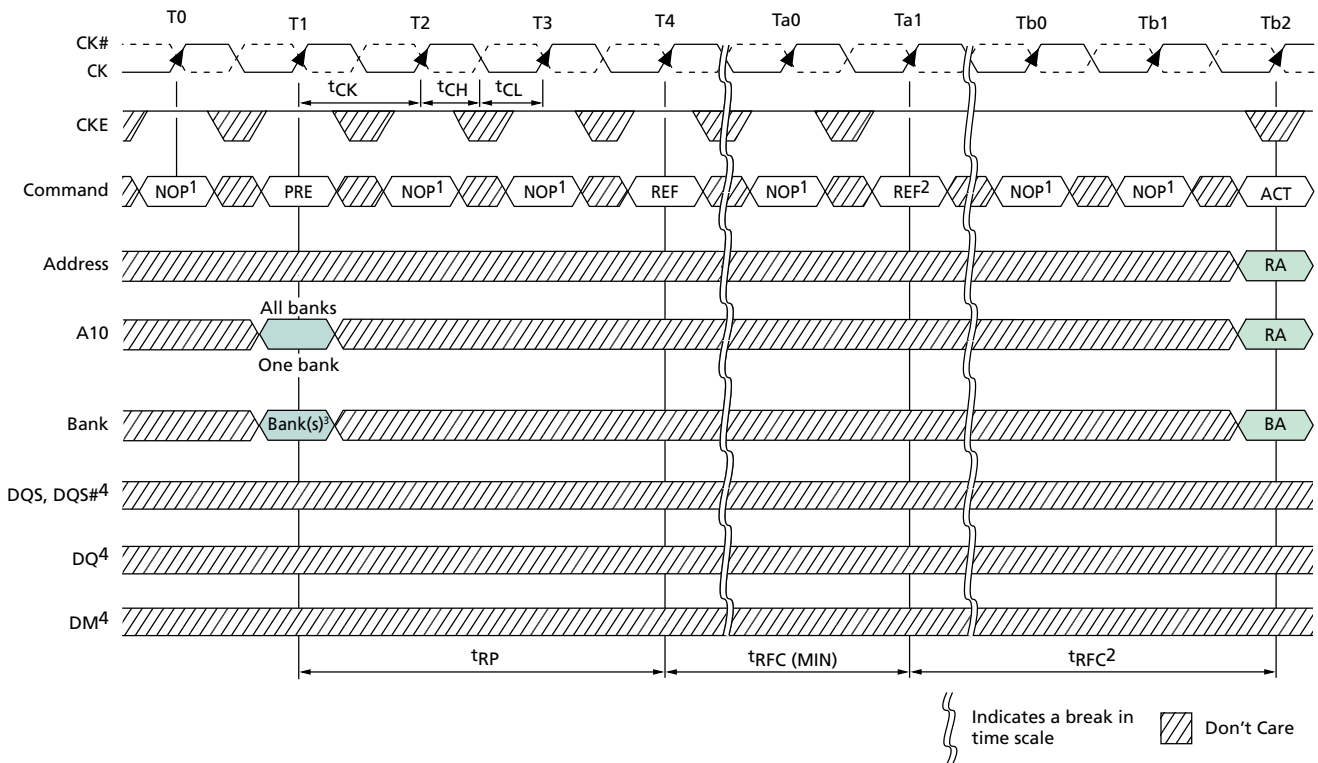 T0 T1 T2 T3 T4 Ta0 Ta1 Tb0 Tb1 Tb2
CK#
CK
tCK tCH tCL
CKE
Command NOP1 PRE NOP1 NOP1 REF NOP1 REF2 NOP1 NOP1 ACT
Address RA
All banks
A10 RA
One bank
Bank Bank(s)3 BA
DQS, DQS#4
DQ4
DM4
tRP tRFC (MIN) tRFC2
Indicates a break in
time scale
Don't Care